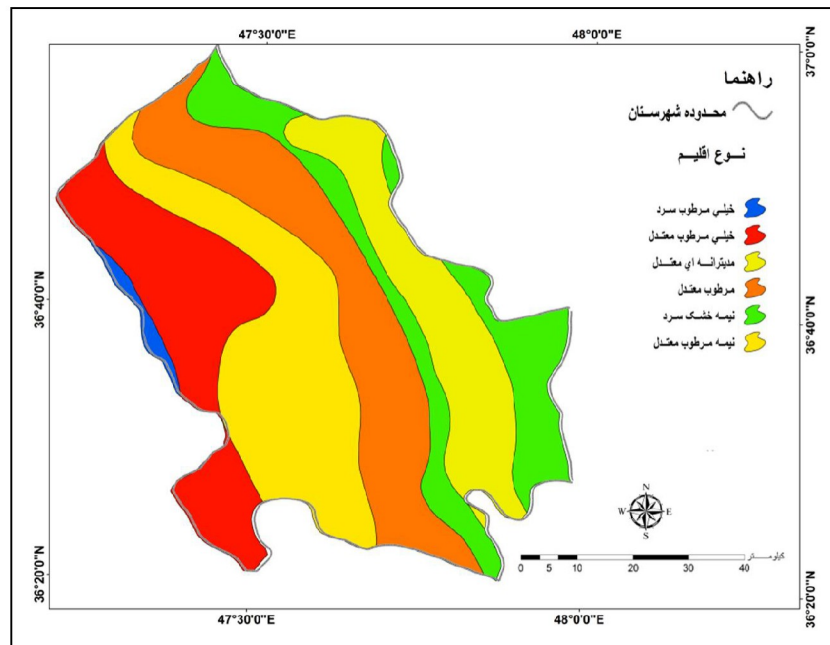 47°30'0"E 48°0'0"E
37°0'0"N
راهنما
محدوده شهرستان
نوع اقلیم
خیلی مرطوب سرد
خیلی مرطوب معتدل
مدیترانه ای معتدل
مرطوب معتدل
نیمه خشک سرد
نیمه مرطوب معتدل
36°40'0"N 36°40'0"N
N
W E
S
کیلومتر
0 5 10 20 30 40
36°20'0"N 36°20'0"N
47°30'0"E 48°0'0"E